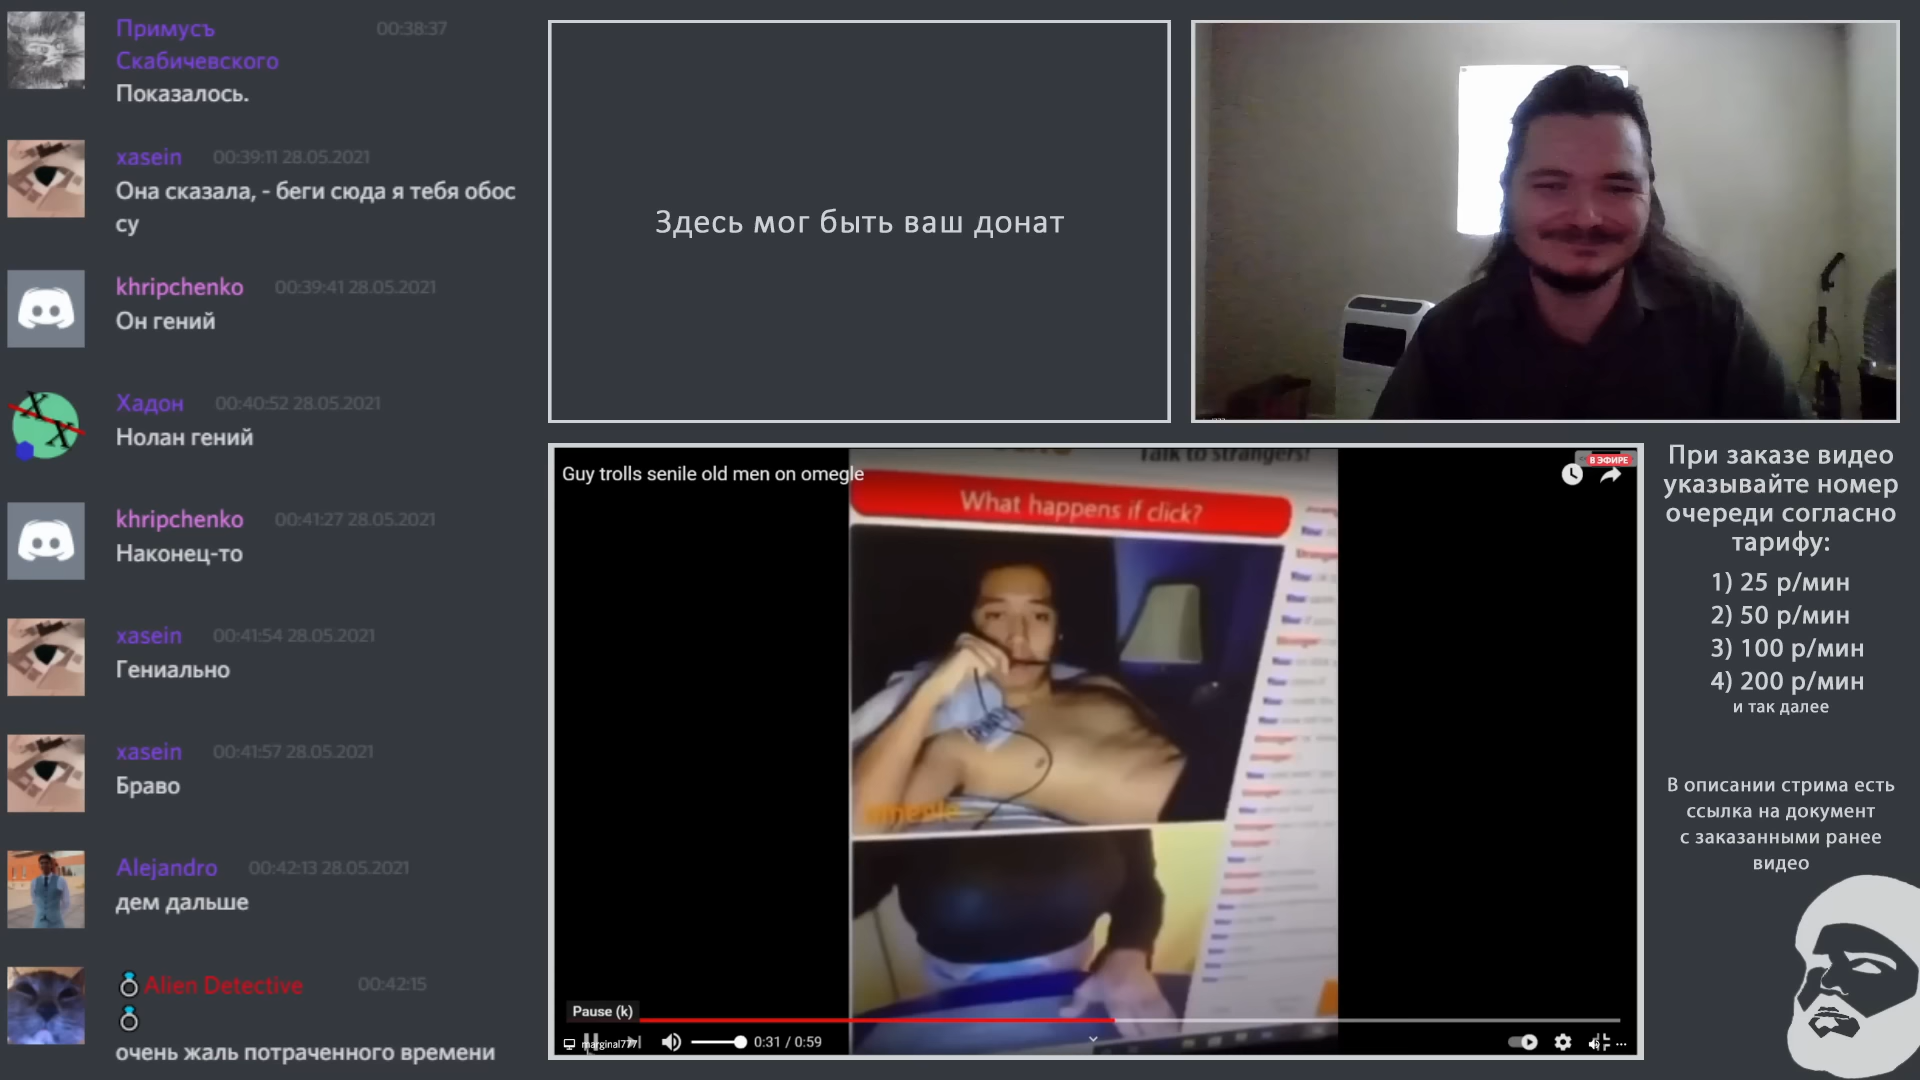 Примусъ
Скабичевского
00:38:37
Показалось.
xasein 00:39:11 28.05.2021
Она сказала, - беги сюда я тебя обос
су
khripchenko 00:39:41 28.05.2021
Он гений
Хадон 00:40:52 28.05.2021
Нолан гений
khripchenko 00:41:27 28.05.2021
Наконец-то
xasein 00:41:54 28.05.2021
Гениально
xasein 00:41:57 28.05.2021
Браво
Alejandro 00:42:13 28.05.2021
дем дальше
Alien Detective 00:42:15
очень жаль потраченного времени
Здесь мог быть ваш донат
Guy trolls senile old men on omegle
Talk to strangers!
В ЭФИРЕ
What happens if click?
omegle
Pause (k)
marginal777
0:31 / 0:59
При заказе видео
указывайте номер
очереди согласно
тарифу:
1) 25 р/мин
2) 50 р/мин
3) 100 р/мин
4) 200 р/мин
и так далее
В описании стрима есть
ссылка на документ
с заказанными ранее
видео